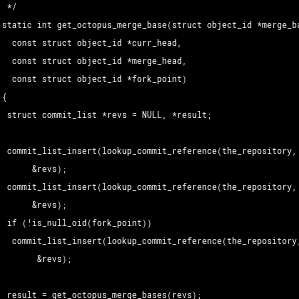 */
static int get_octopus_merge_base(struct object_id *merge_ba
const struct object_id *curr_head,
const struct object_id *merge_head,
const struct object_id *fork_point)
{
struct commit_list *revs = NULL, *result;
commit_list_insert(lookup_commit_reference(the_repository,
&revs);
commit_list_insert(lookup_commit_reference(the_repository,
&revs);
if (!is_null_oid(fork_point))
commit_list_insert(lookup_commit_reference(the_repository,
&revs);
result = get_octopus_merge_bases(revs);